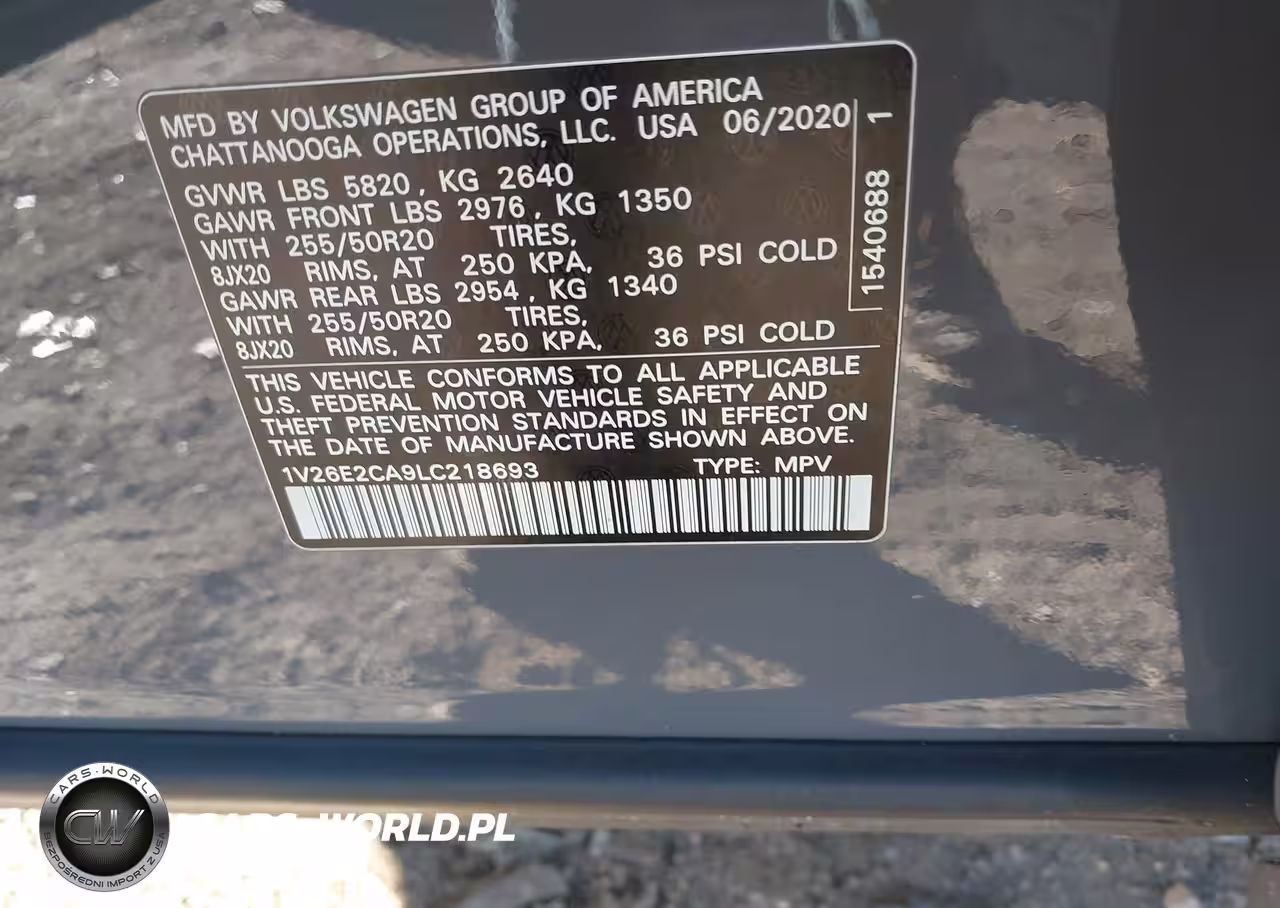 MFD BY VOLKSWAGEN GROUP OF AMERICA
CHATTANOOGA OPERATIONS, LLC. USA 06/2020
GVWR LBS 5820, KG 2640
GAWR FRONT LBS 2976, KG 1350
WITH 255/50R20 TIRES,
8JX20 RIMS, AT 250 KPA, 36 PSI COLD
GAWR REAR LBS 2954, KG 1340
WITH 255/50R20 TIRES,
8JX20 RIMS, AT 250 KPA, 36 PSI COLD
1540688 1
THIS VEHICLE CONFORMS TO ALL APPLICABLE
U.S. FEDERAL MOTOR VEHICLE SAFETY AND
THEFT PREVENTION STANDARDS IN EFFECT ON
THE DATE OF MANUFACTURE SHOWN ABOVE.
1V26E2CA9LC218693 TYPE: MPV
CARS-WORLD
CW
BEZPOŚREDNI IMPORT Z USA
CARS-WORLD.PL